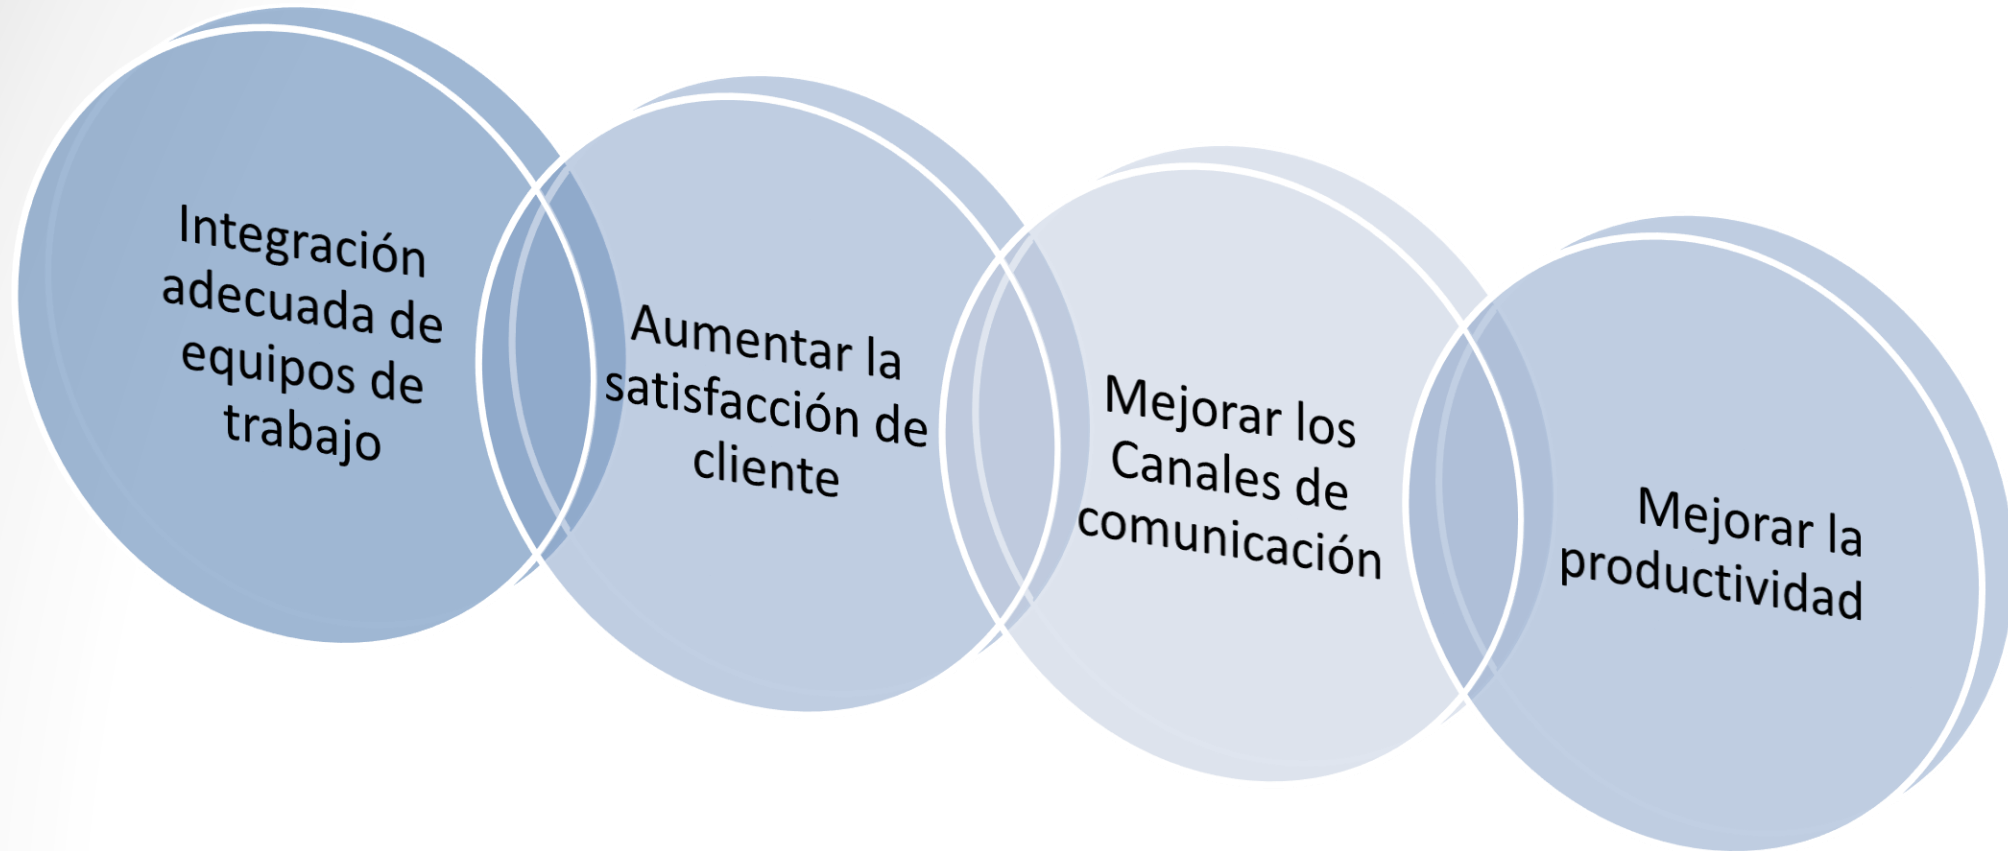 Integración
adecuada de
equipos de
trabajo
Aumentar la
satisfacción de
cliente
Mejorar los
Canales de
comunicación
Mejorar la
productividad